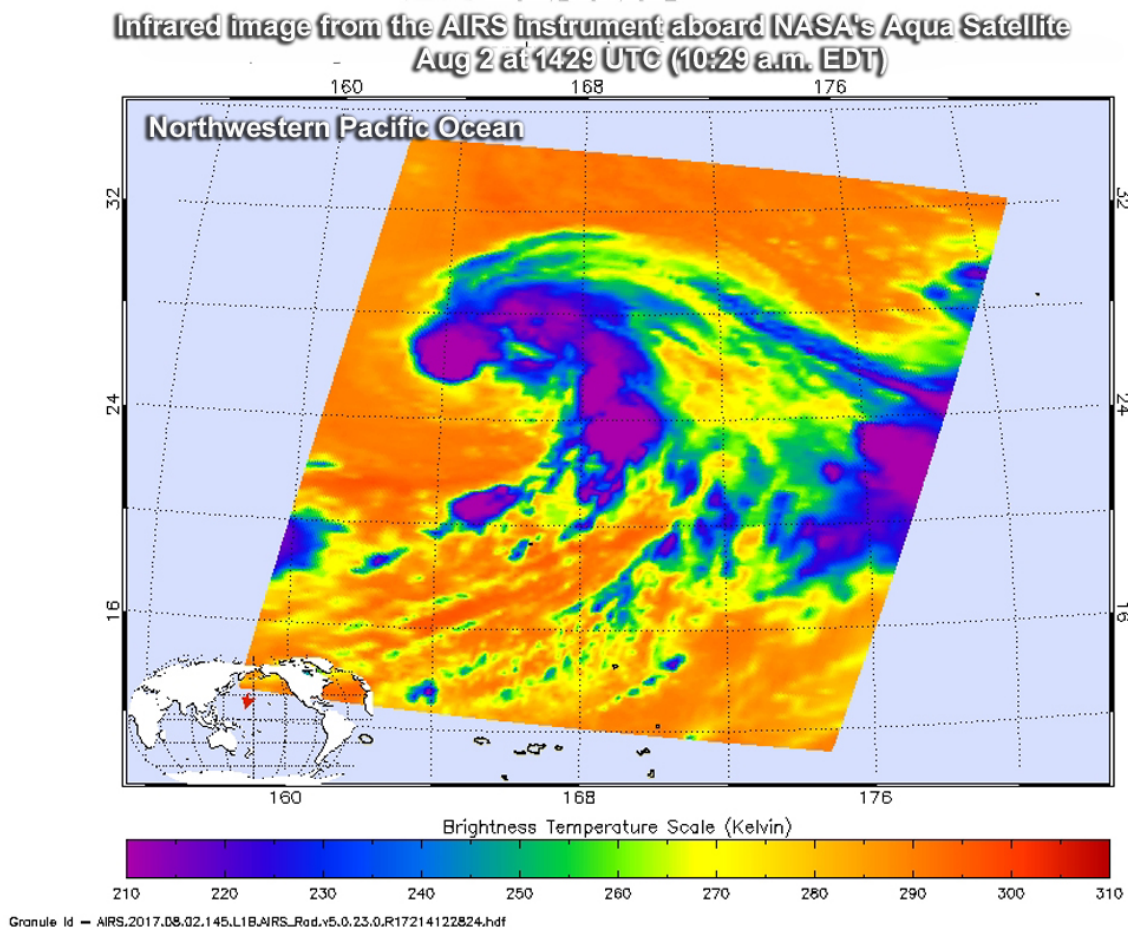 Infrared image from the AIRS instrument aboard NASA's Aqua Satellite
Aug 2 at 1429 UTC (10:29 a.m. EDT)
160 168 176
Northwestern Pacific Ocean
32 32
24 24
16 16
160 168 176
Brightness Temperature Scale (Kelvin)
210 220 230 240 250 260 270 280 290 300 310
Granule Id — AIRS.2017.08.02.145.L1B.AIRS_Rad.v5.0.23.0.R17214122824.hdf